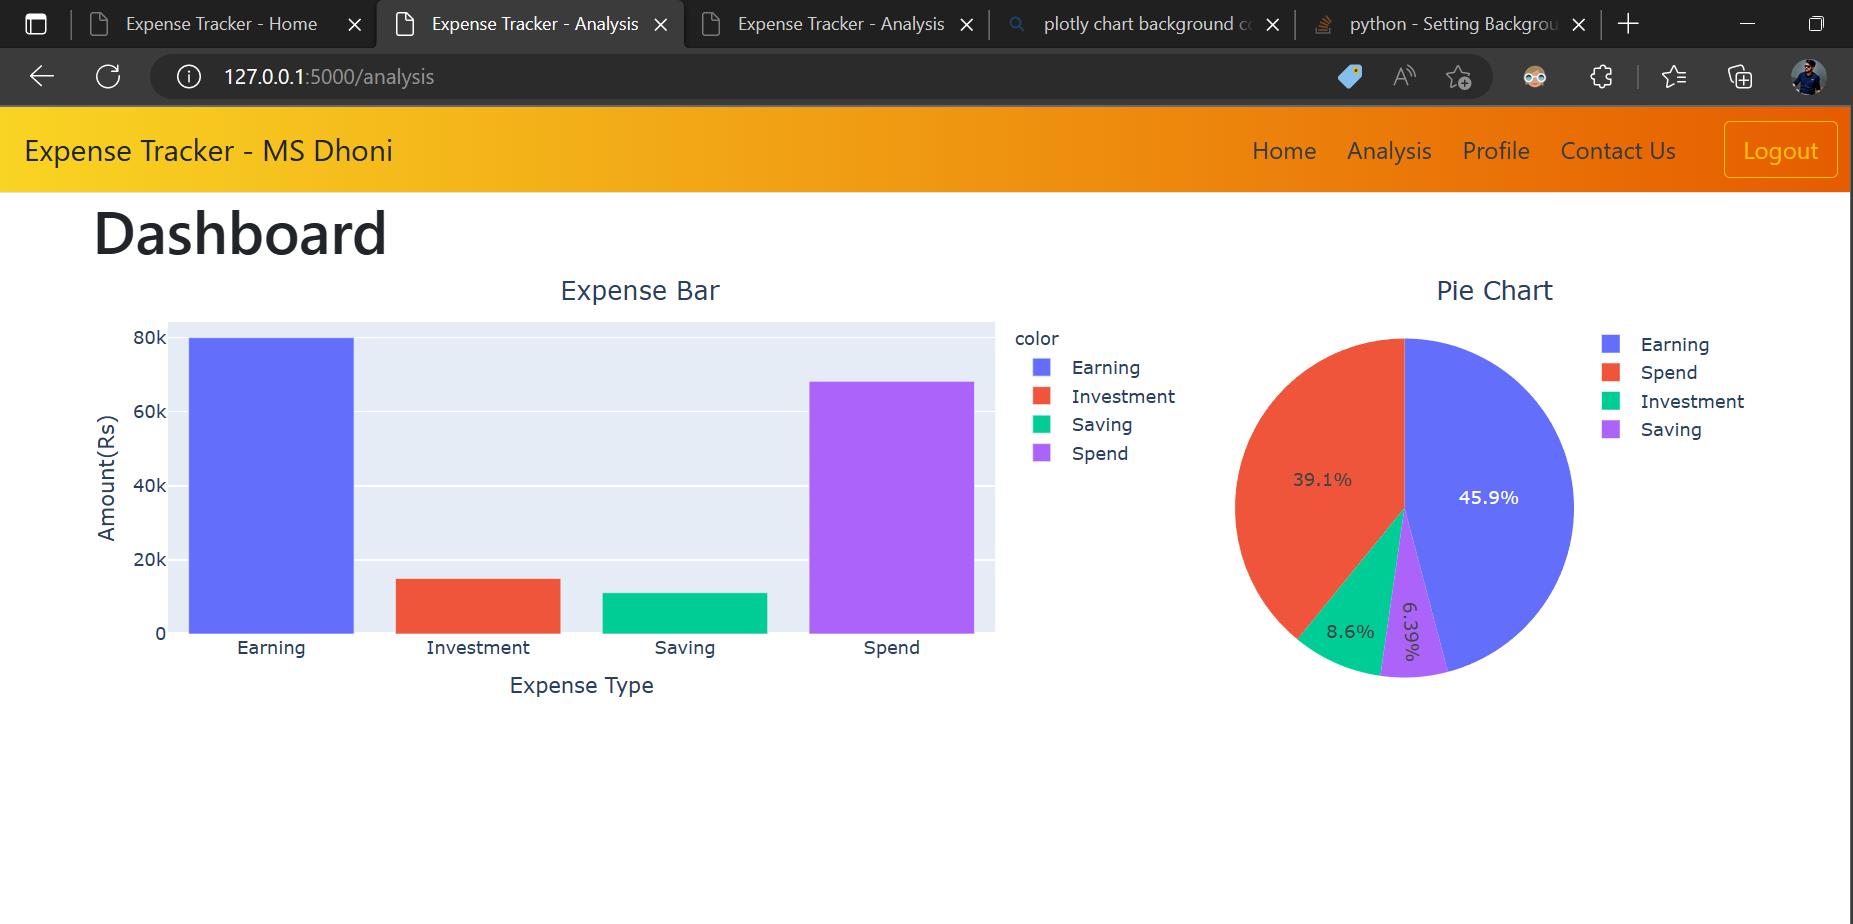 Expense Tracker - Home
Expense Tracker - Analysis
Expense Tracker - Analysis
plotly chart background
python - Setting
127.0.0.1:5000/analysis
Expense Tracker - MS Dhoni
Home
Analysis
Profile
Contact Us
Logout
Dashboard
Expense Bar
80k
60k
40k
20k
0
Amount(Rs)
Earning
Investment
Saving
Spend
Expense Type
color
Earning
Investment
Saving
Spend
Pie Chart
39.1%
45.9%
8.6%
6.39%
Earning
Spend
Investment
Saving